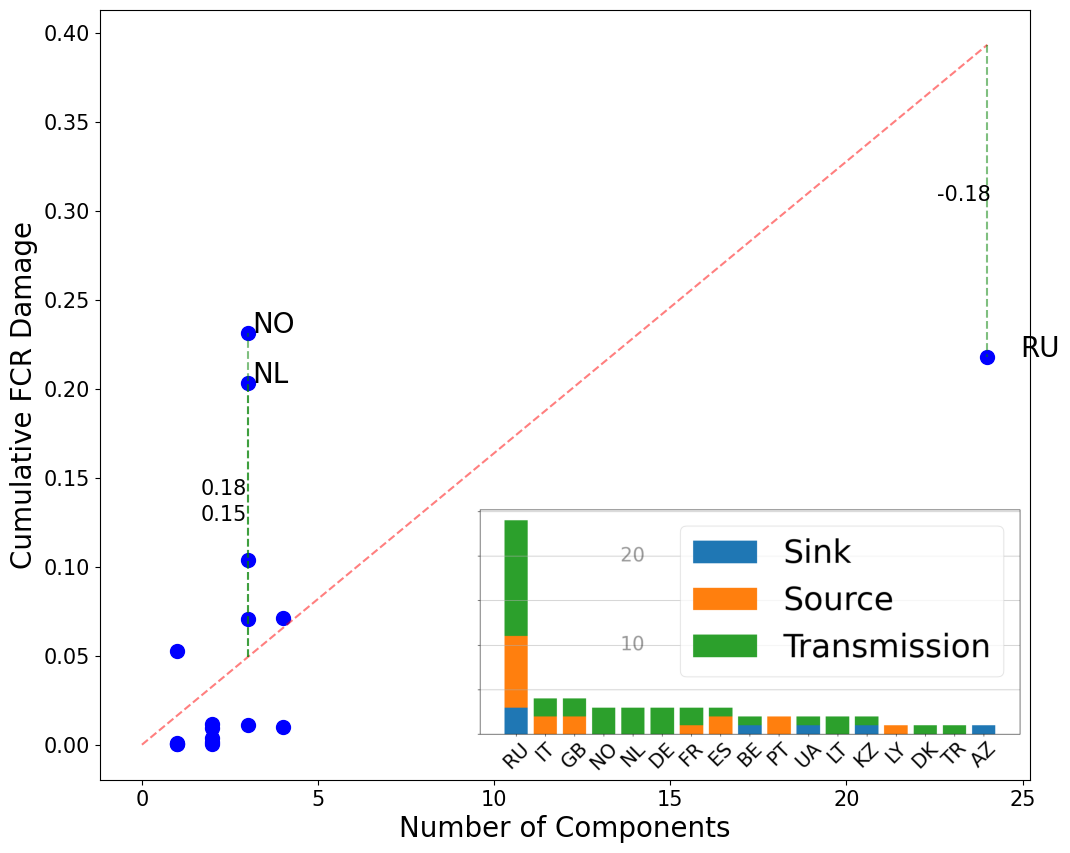 0.40
0.35
0.30
0.25
0.20
0.15
0.10
0.05
0.00
Cumulative FCR Damage
NO
NL
0.18
0.15
-0.18
RU
20
10
Sink
Source
Transmission
RU IT GB NO NL DE FR ES BE PT UA LT KZ LY DK TR AZ
0 5 10 15 20 25
Number of Components